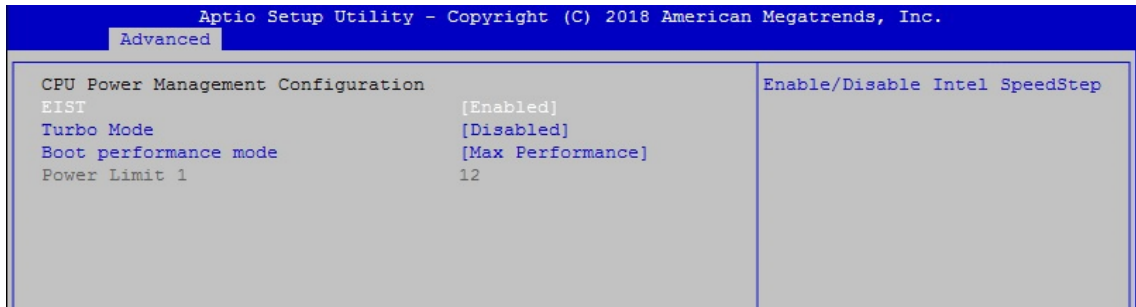 Aptio Setup Utility - Copyright (C) 2018 American Megatrends, Inc.
Advanced
CPU Power Management Configuration
EIST [Enabled]
Turbo Mode [Disabled]
Boot performance mode [Max Performance]
Power Limit 1 12
Enable/Disable Intel SpeedStep